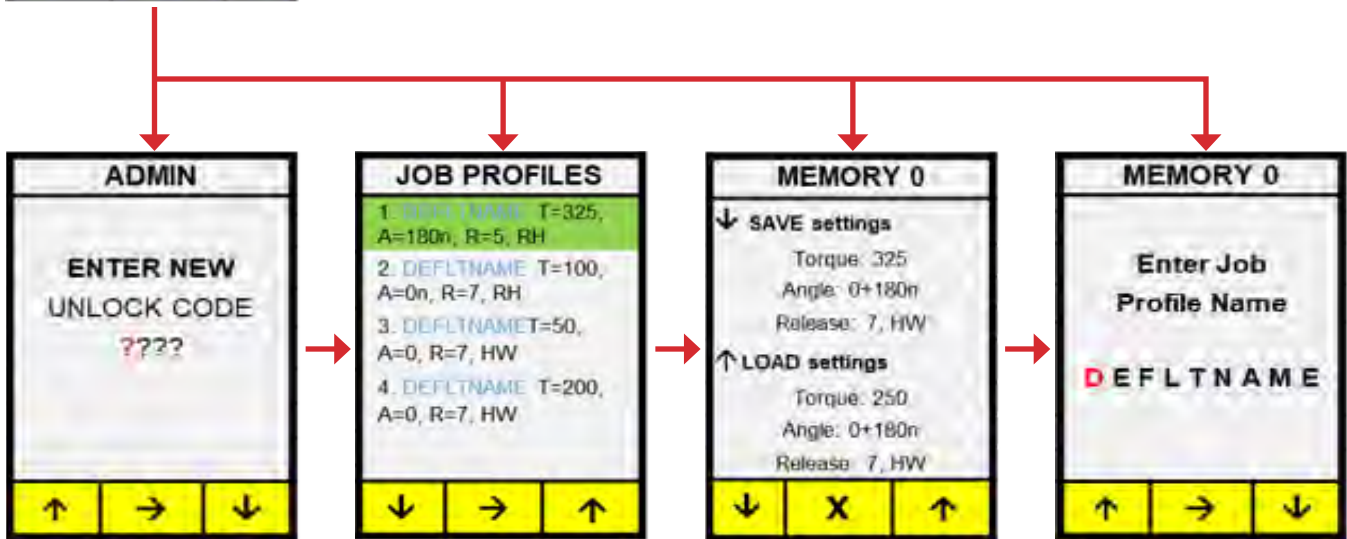 ADMIN
ENTER NEW
UNLOCK CODE
????
↑ → ↓
JOB PROFILES
1. DEFLTNAME T=325,
A=180n, R=5, RH
2. DEFLTNAME T=100,
A=0n, R=7, RH
3. DEFLTNAMET=50,
A=0, R=7, HW
4. DEFLTNAME T=200,
A=0, R=7, HW
↓ → ↑
MEMORY 0
↓ SAVE settings
Torque: 325
Angle: 0+180n
Release: 7, HW
↑ LOAD settings
Torque: 250
Angle: 0+180n
Release: 7, HW
↓ X ↑
MEMORY 0
Enter Job
Profile Name
DEFLTNAME
↑ → ↓